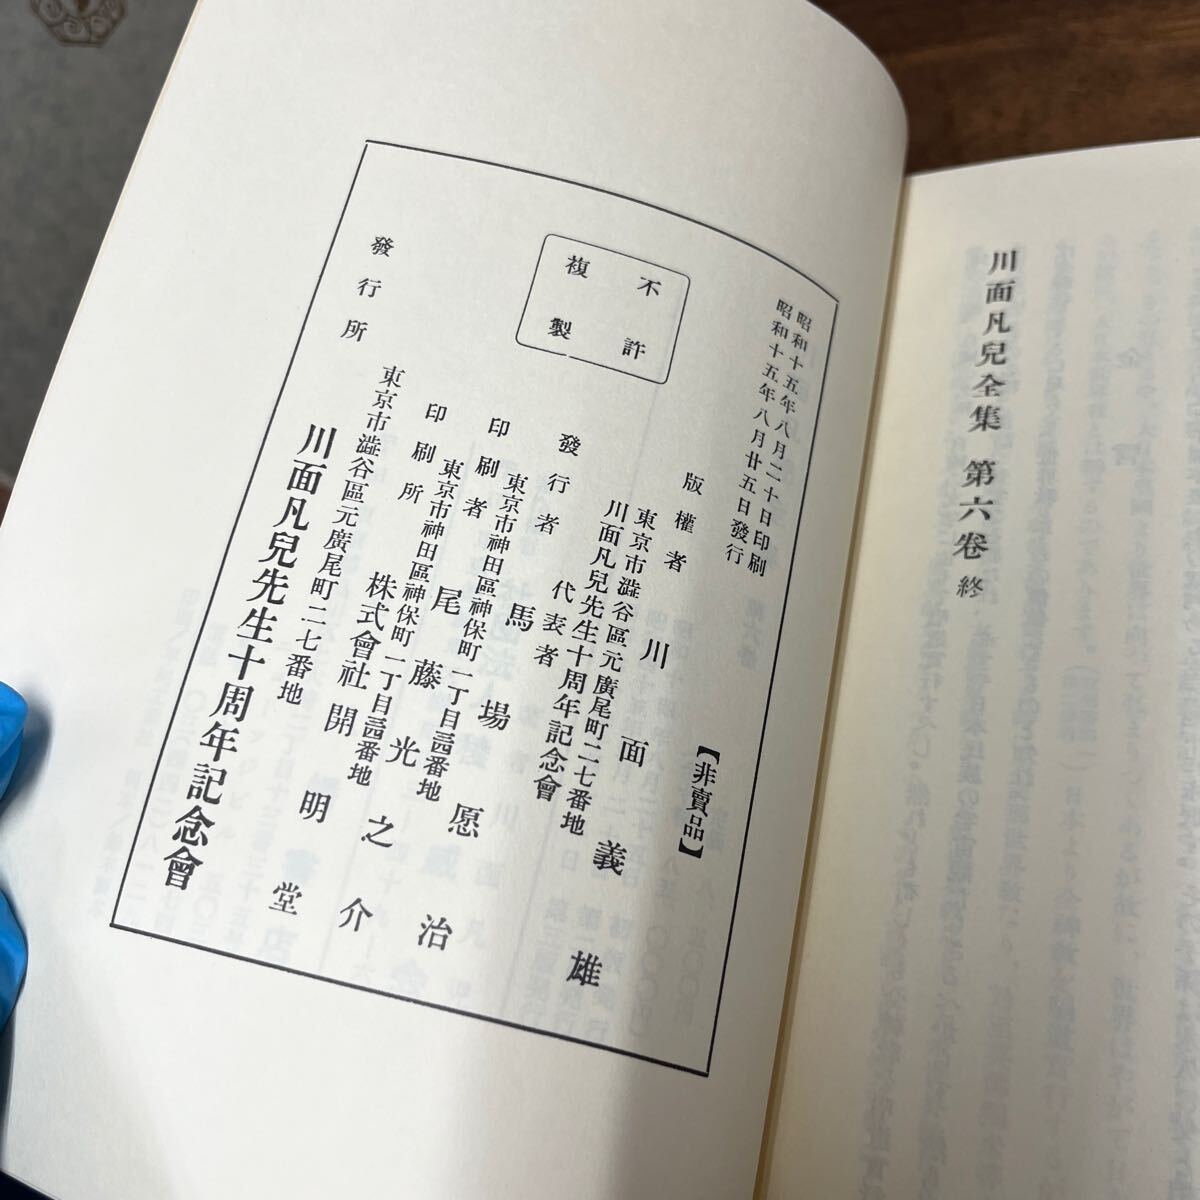 川面凡兒全集 第六卷 終
昭和十五年八月二十日印刷
昭和十五年八月廿五日發行
【非賣品】
不許
複製
版權者 川面義雄
東京市澁谷區元廣尾町二七番地
川面凡兒先生十周年記念會
發行者 代表者 馬場愿治
東京市神田區神保町一丁目 番地
印刷者 尾藤光之介
東京市神田區神保町一丁目 番地
印刷所 株式會社開明堂
東京市澁谷區元廣尾町二七番地
發行所 川面凡兒先生十周年記念會